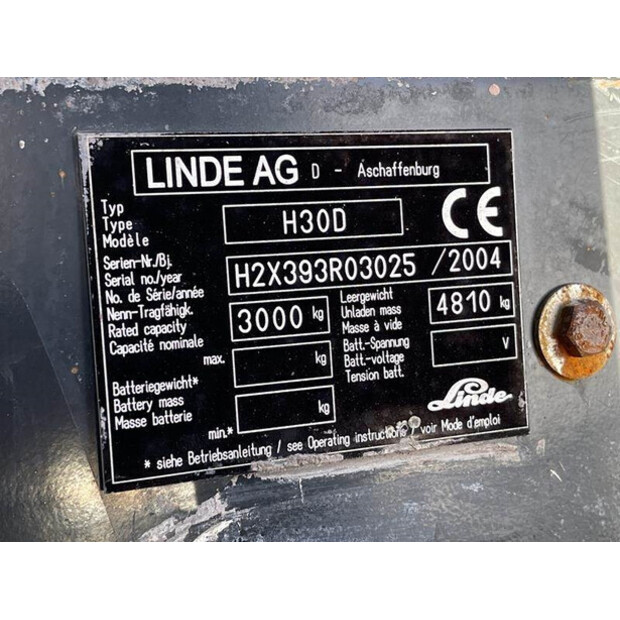 LINDE AG D - Aschaffenburg
Typ
Type
Modèle
H30D
CE
Serien-Nr./Bj.
Serial no./year
No. de Série/année
H2X393R03025 /2004
Nenn-Tragfähigk.
Rated capacity
Capacité nominale
3000 kg
Leergewicht
Unladen mass
Masse à vide
4810 kg
max.
kg
Batt.-Spannung
Batt.-voltage
Tension batt.
V
Batteriegewicht*
Battery mass
Masse batterie
min.*
kg
Linde
* siehe Betriebsanleitung / see Operating instructions / voir Mode d'emploi